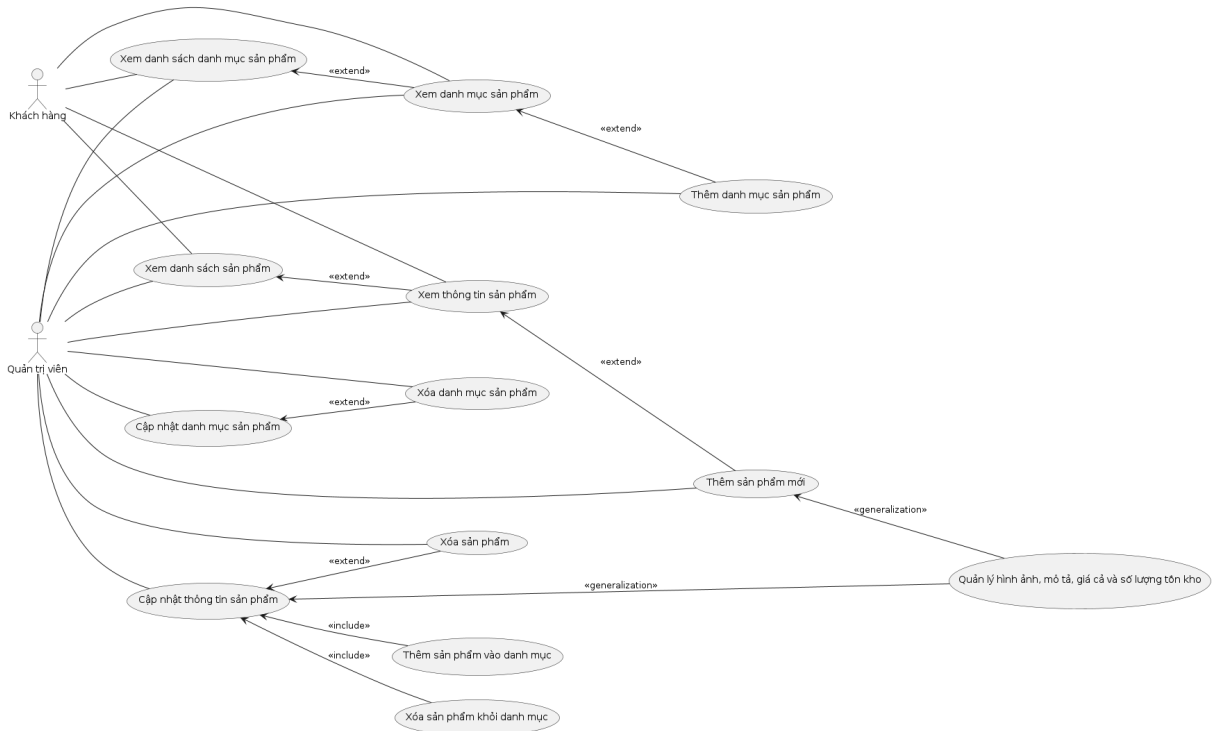 Xem danh sách danh mục sản phẩm
«extend»
Khách hàng
Xem danh mục sản phẩm
«extend»
Thêm danh mục sản phẩm
Xem danh sách sản phẩm
«extend»
Xem thông tin sản phẩm
Quản trị viên
«extend»
Xóa danh mục sản phẩm
«extend»
Cập nhật danh mục sản phẩm
Thêm sản phẩm mới
«generalization»
Xóa sản phẩm
«extend»
Quản lý hình ảnh, mô tả, giá cả và số lượng tồn kho
«generalization»
Cập nhật thông tin sản phẩm
«include»
Thêm sản phẩm vào danh mục
«include»
Xóa sản phẩm khỏi danh mục